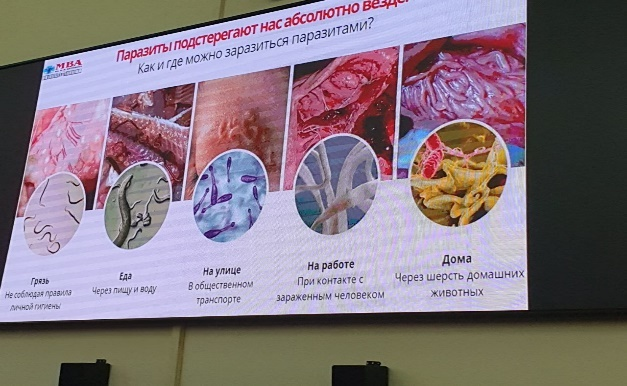 Паразиты подстерегают нас абсолютно везде
Как и где можно заразиться паразитами?
МВА
Грязь
Не соблюдая правила
личной гигиены
Еда
Через пищу и воду
На улице
В общественном
транспорте
На работе
При контакте с
зараженным человеком
Дома
Через шерсть домашних
животных